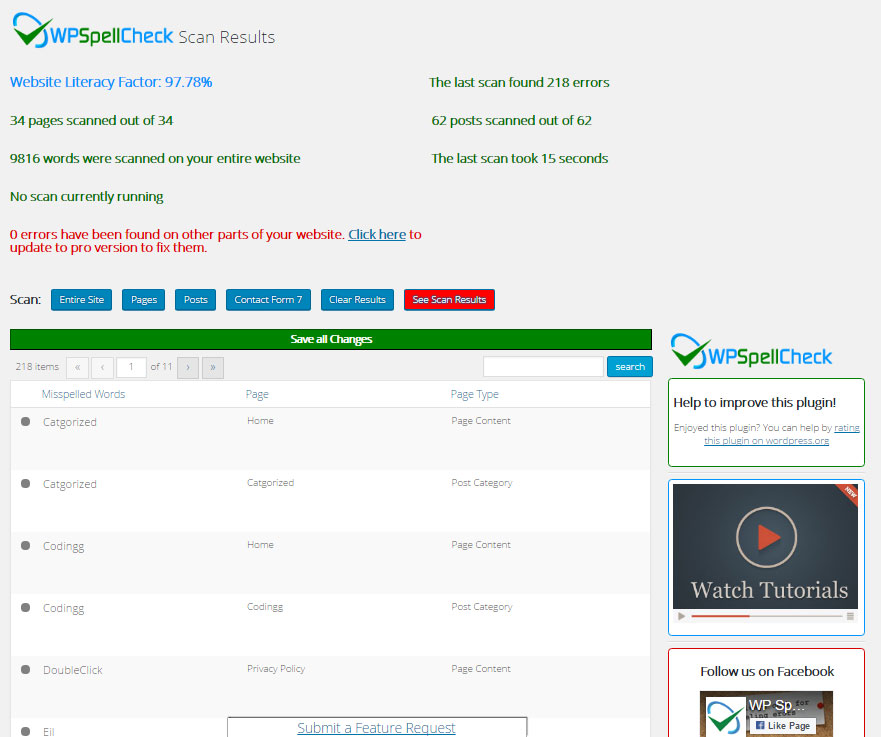 WPSpellCheck Scan Results
Website Literacy Factor: 97.78%
The last scan found 218 errors
34 pages scanned out of 34
62 posts scanned out of 62
9816 words were scanned on your entire website
The last scan took 15 seconds
No scan currently running
0 errors have been found on other parts of your website. Click here to
update to pro version to fix them.
Scan: Entire Site Pages Posts Contact Form 7 Clear Results See Scan Results
Save all Changes
218 items « ‹ 1 of 11 › » search
Misspelled Words Page Page Type
Catgorized Home Page Content
Catgorized Catgorized Post Category
Codingg Home Page Content
Codingg Codingg Post Category
DoubleClick Privacy Policy Page Content
Submit a Feature Request
WPSpellCheck
Help to improve this plugin!
Enjoyed this plugin? You can help by rating
this plugin on wordpress.org
NEW
Watch Tutorials
Follow us on Facebook
WP Sp...
Like Page